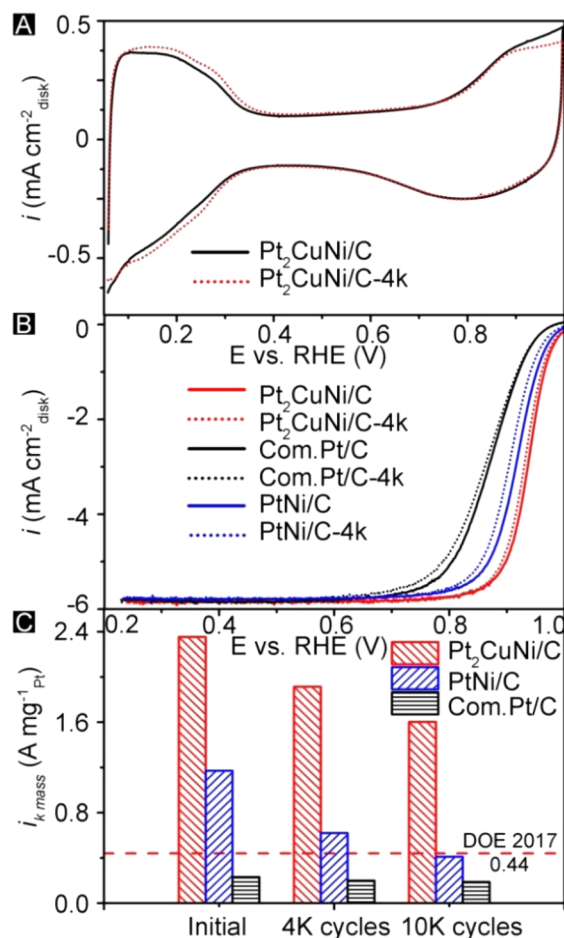 A
0.5
0
-0.5
i (mA cm⁻²disk)
Pt₂CuNi/C
Pt₂CuNi/C-4k
0.2 0.4 0.6 0.8
E vs. RHE (V)
B
0
-2
-4
-6
i (mA cm⁻²disk)
Pt₂CuNi/C
Pt₂CuNi/C-4k
Com.Pt/C
Com.Pt/C-4k
PtNi/C
PtNi/C-4k
0.2 0.4 0.6 0.8 1.0
E vs. RHE (V)
C
2.4
1.6
0.8
0.0
i k mass (A mg⁻¹Pt)
Pt₂CuNi/C
PtNi/C
Com.Pt/C
DOE 2017
0.44
Initial 4K cycles 10K cycles